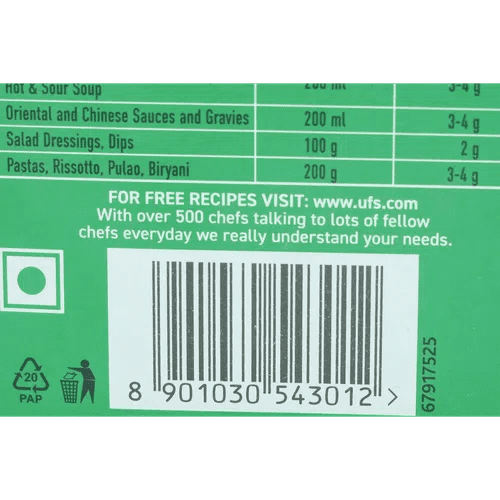 Hot & Sour Soup 200 ml 3-4 g
Oriental and Chinese Sauces and Gravies 200 ml 3-4 g
Salad Dressings, Dips 100 g 2 g
Pastas, Rissotto, Pulao, Biryani 200 g 3-4 g
FOR FREE RECIPES VISIT: www.ufs.com
With over 500 chefs talking to lots of fellow
chefs everyday we really understand your needs.
20
PAP
8 901030 543012 >
67917525